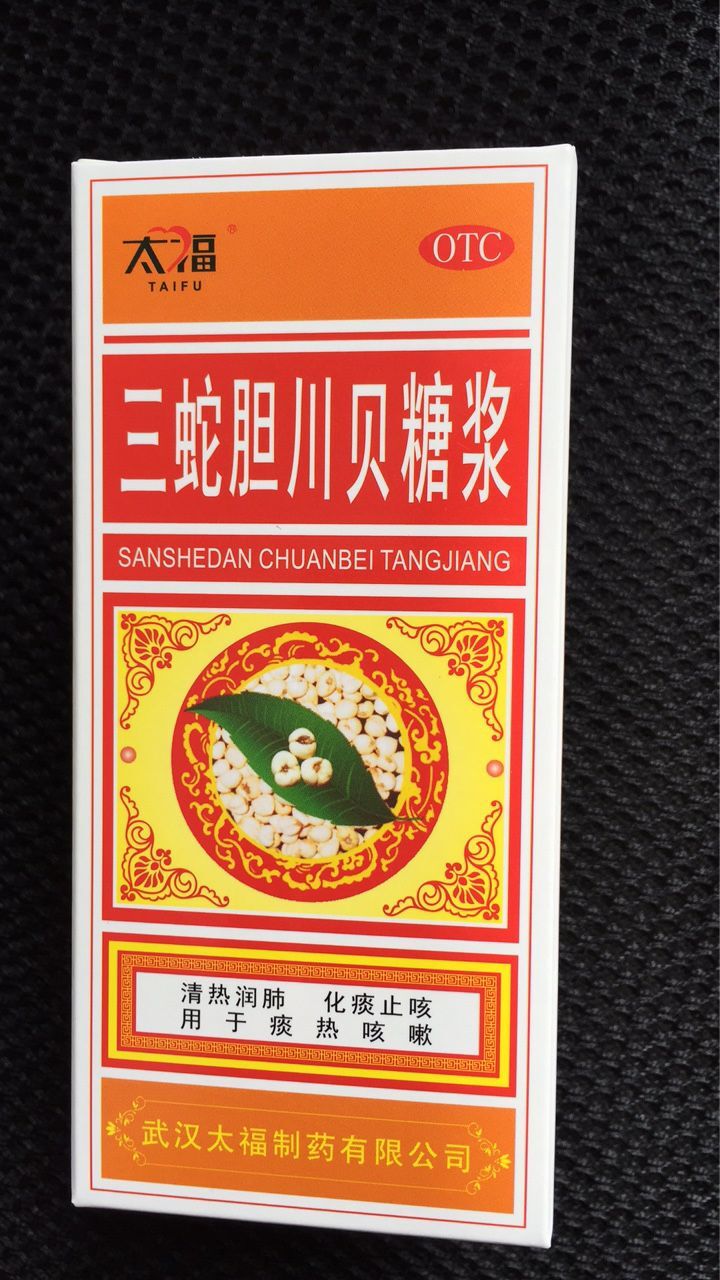 太福®
TAIFU
OTC
三蛇胆川贝糖浆
SANSHEDAN CHUANBEI TANGJIANG
清热润肺 化痰止咳
用于痰热咳嗽
武汉太福制药有限公司